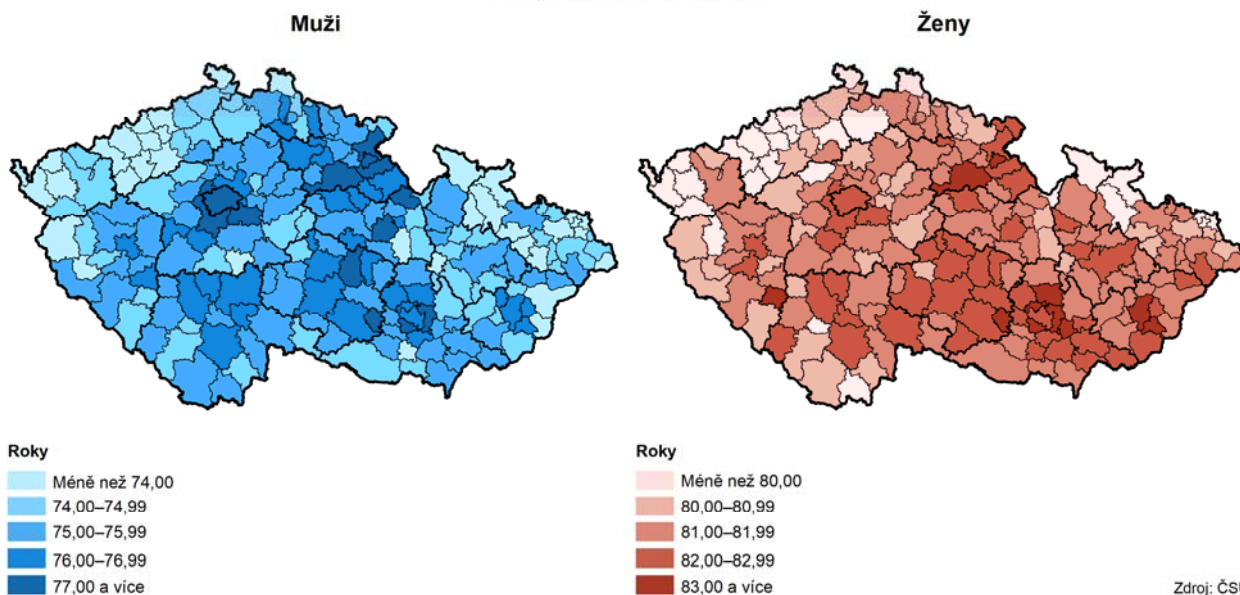 Muži
Ženy
Roky
Méně než 74,00
74,00–74,99
75,00–75,99
76,00–76,99
77,00 a více
Roky
Méně než 80,00
80,00–80,99
81,00–81,99
82,00–82,99
83,00 a více
Zdroj: